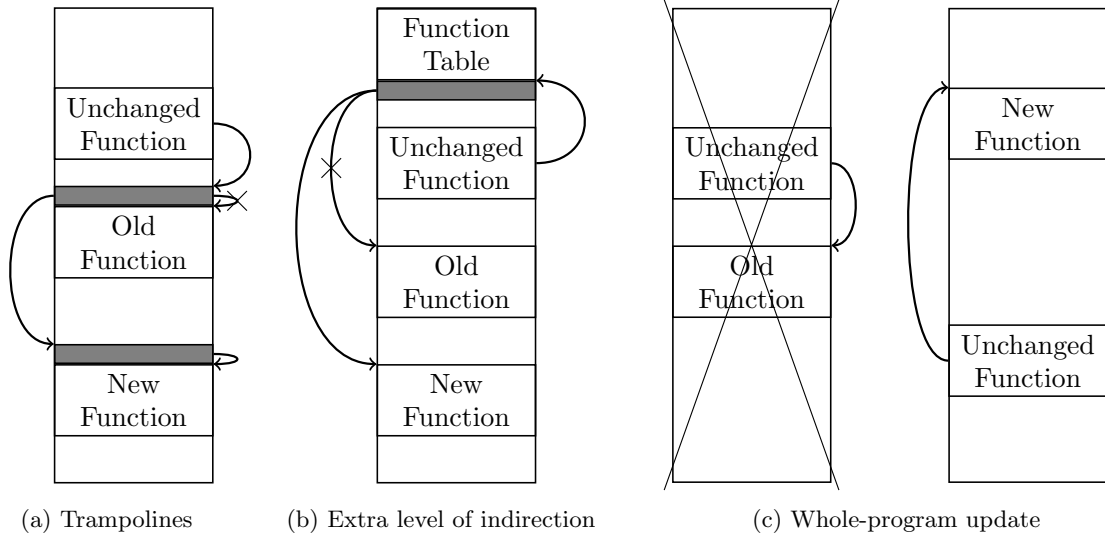 Unchanged
Function
Old
Function
New
Function
(a) Trampolines
Function
Table
Unchanged
Function
Old
Function
New
Function
(b) Extra level of indirection
Unchanged
Function
Old
Function
New
Function
Unchanged
Function
(c) Whole-program update